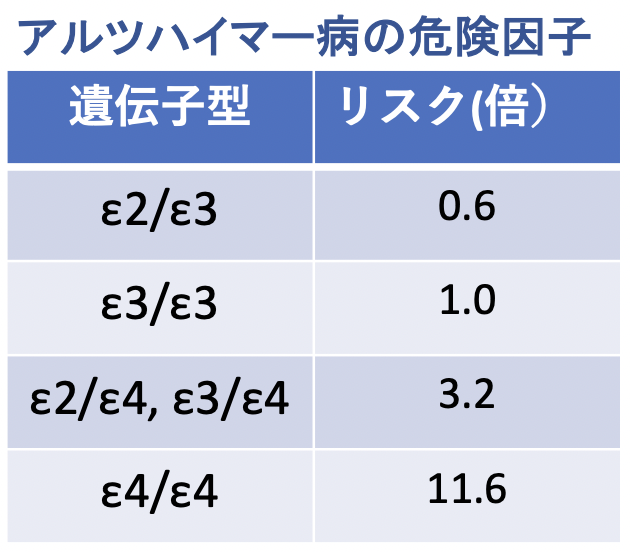 アルツハイマー病の危険因子
遺伝子型 リスク(倍）
ε2/ε3 0.6
ε3/ε3 1.0
ε2/ε4, ε3/ε4 3.2
ε4/ε4 11.6